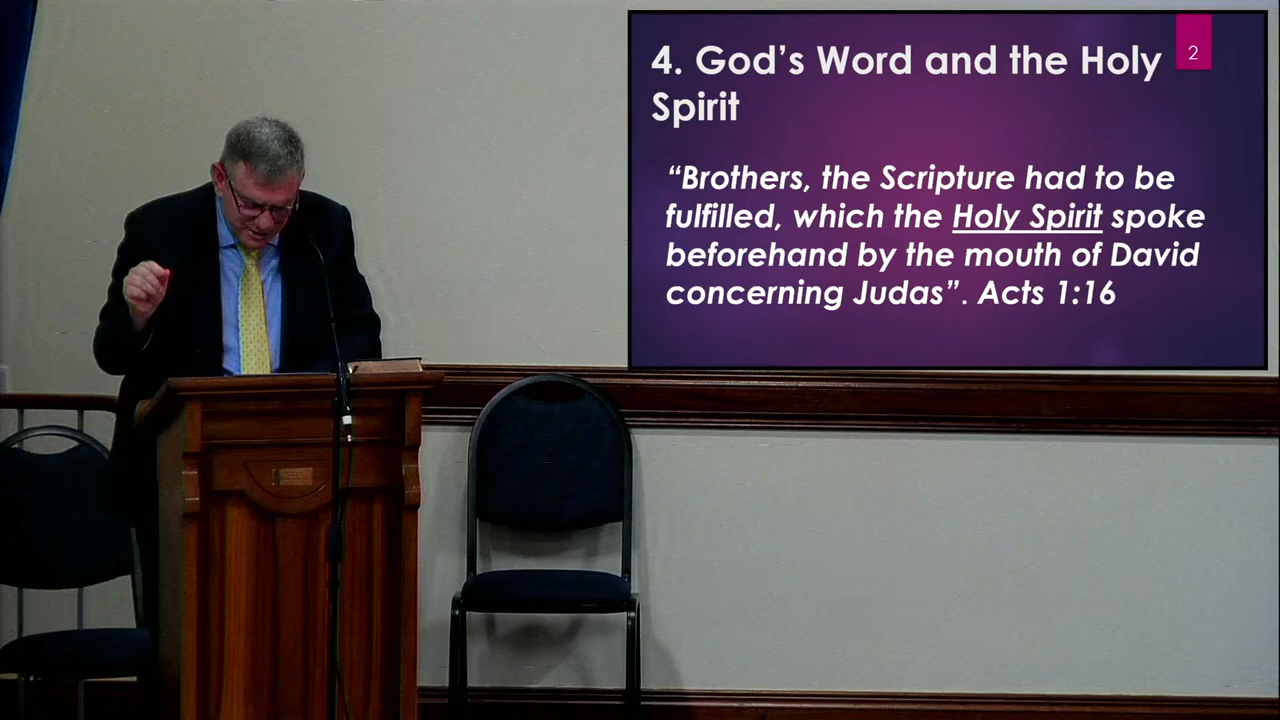 4. God’s Word and the Holy
Spirit
2
“Brothers, the Scripture had to be
fulfilled, which the Holy Spirit spoke
beforehand by the mouth of David
concerning Judas”. Acts 1:16